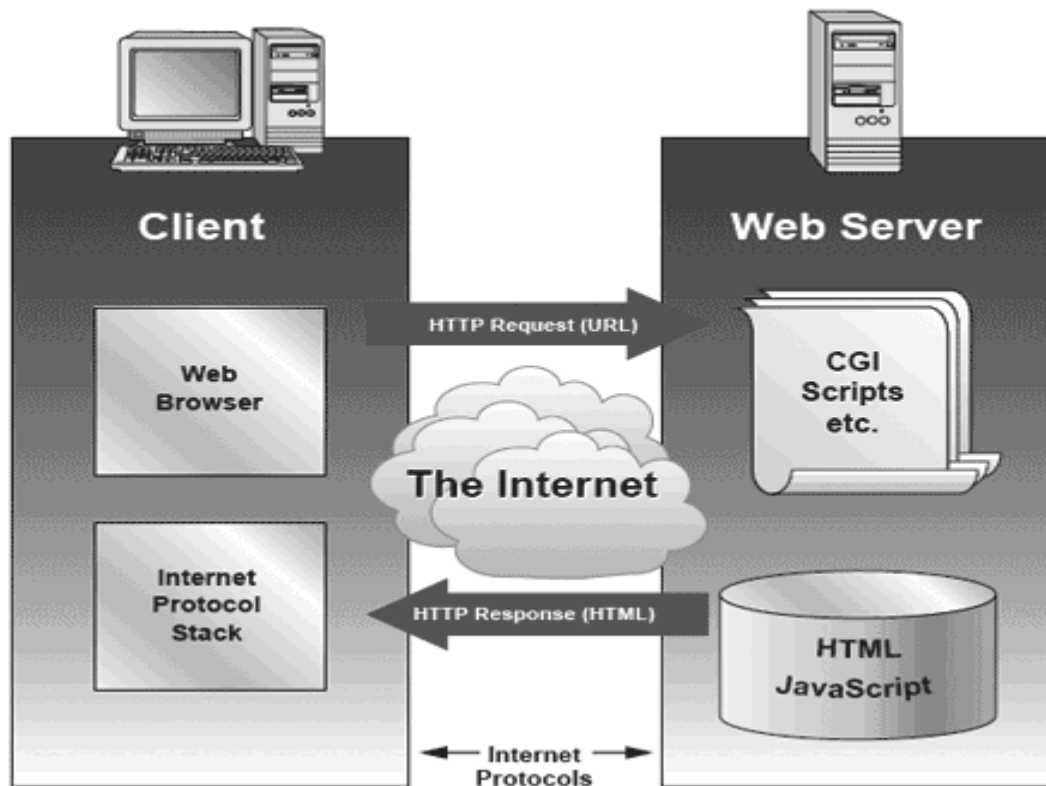 Client
Web Server
HTTP Request (URL)
Web
Browser
CGI
Scripts
etc.
The Internet
Internet
Protocol
Stack
HTTP Response (HTML)
HTML
JavaScript
Internet
Protocols